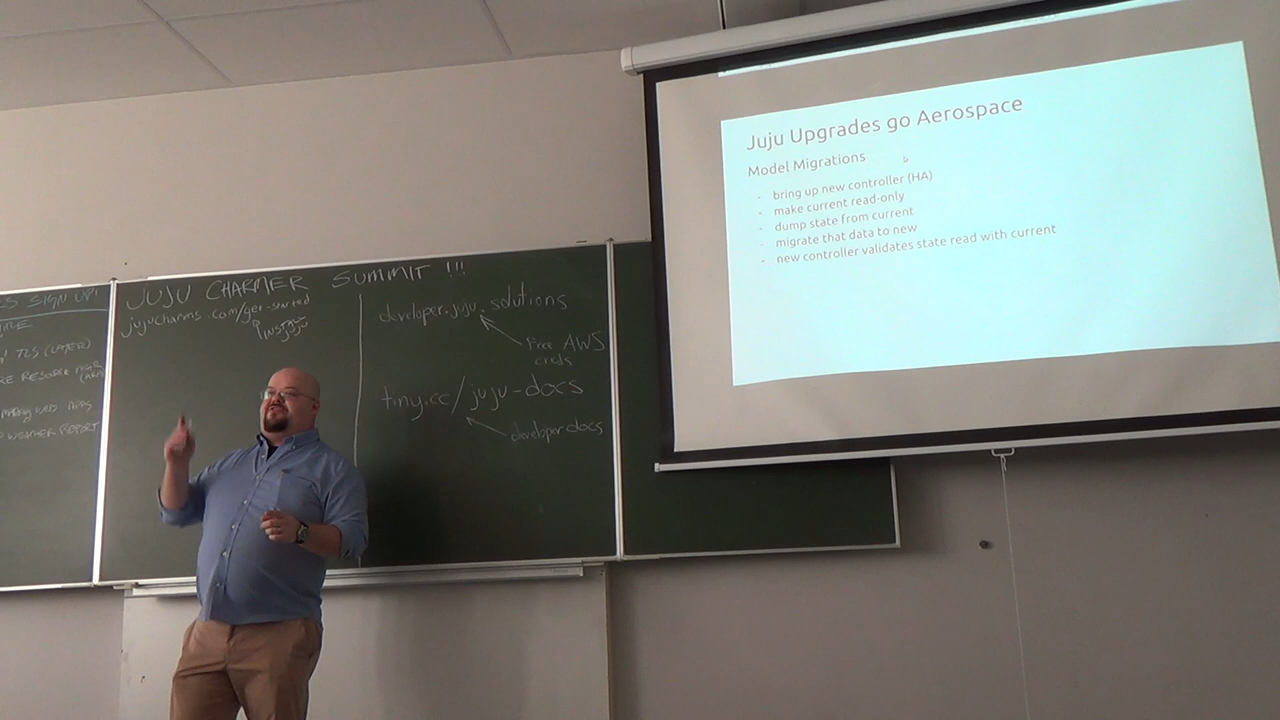 Juju Upgrades go Aerospace
Model Migrations
- bring up new controller (HA)
- make current read-only
- dump state from current
- migrate that data to new
- new controller validates state read with current
SIGN UP!
TLS (LAYER)
WEATHER REPORT
JUJU CHARMER SUMMIT !!!
jujucharms.com/get-started
INSTALL juju
developer.juju.solutions
Free AWS
creds
tiny.cc/juju-docs
developer docs